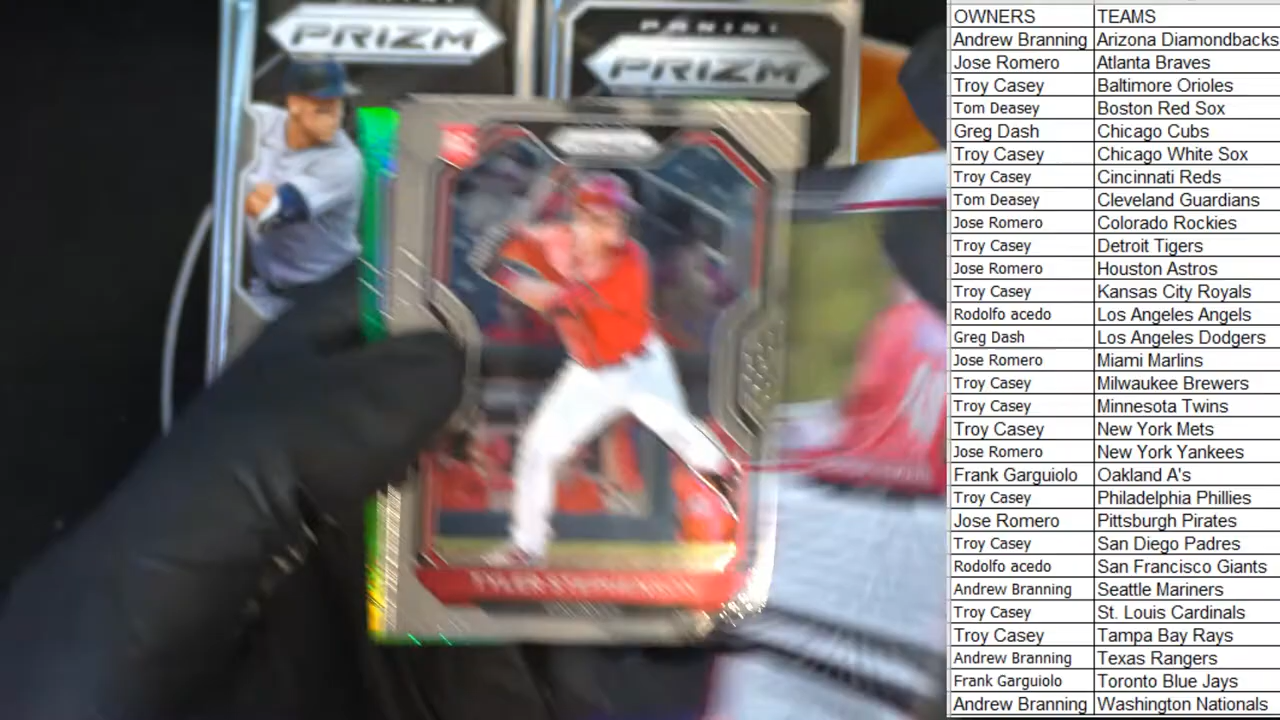 PRIZM
PANINI
PRIZM
OWNERS TEAMS
Andrew Branning Arizona Diamondbacks
Jose Romero Atlanta Braves
Troy Casey Baltimore Orioles
Tom Deasey Boston Red Sox
Greg Dash Chicago Cubs
Troy Casey Chicago White Sox
Troy Casey Cincinnati Reds
Tom Deasey Cleveland Guardians
Jose Romero Colorado Rockies
Troy Casey Detroit Tigers
Jose Romero Houston Astros
Troy Casey Kansas City Royals
Rodolfo acedo Los Angeles Angels
Greg Dash Los Angeles Dodgers
Jose Romero Miami Marlins
Troy Casey Milwaukee Brewers
Troy Casey Minnesota Twins
Troy Casey New York Mets
Jose Romero New York Yankees
Frank Garguiolo Oakland A's
Troy Casey Philadelphia Phillies
Jose Romero Pittsburgh Pirates
Troy Casey San Diego Padres
Rodolfo acedo San Francisco Giants
Andrew Branning Seattle Mariners
Troy Casey St. Louis Cardinals
Troy Casey Tampa Bay Rays
Andrew Branning Texas Rangers
Frank Garguiolo Toronto Blue Jays
Andrew Branning Washington Nationals